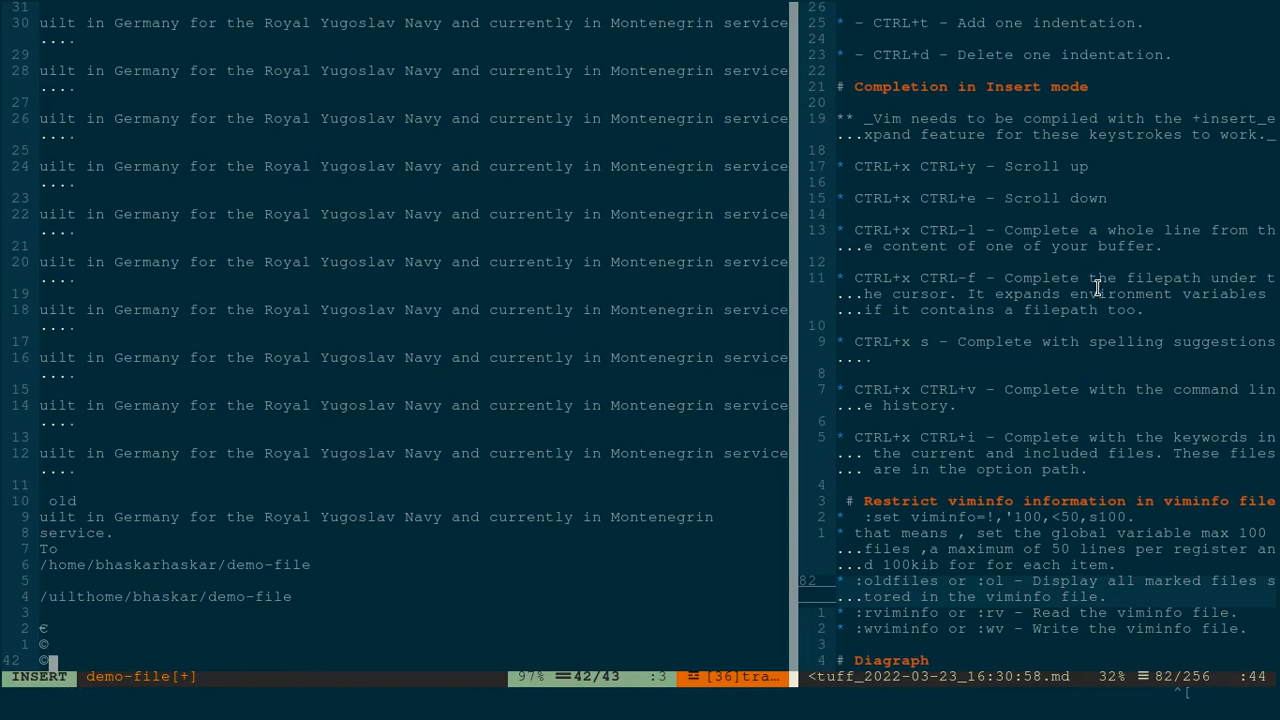 31
30 uilt in Germany for the Royal Yugoslav Navy and currently in Montenegrin service
....
29
28 uilt in Germany for the Royal Yugoslav Navy and currently in Montenegrin service
....
27
26 uilt in Germany for the Royal Yugoslav Navy and currently in Montenegrin service
....
25
24 uilt in Germany for the Royal Yugoslav Navy and currently in Montenegrin service
....
23
22 uilt in Germany for the Royal Yugoslav Navy and currently in Montenegrin service
....
21
20 uilt in Germany for the Royal Yugoslav Navy and currently in Montenegrin service
....
19
18 uilt in Germany for the Royal Yugoslav Navy and currently in Montenegrin service
....
17
16 uilt in Germany for the Royal Yugoslav Navy and currently in Montenegrin service
....
15
14 uilt in Germany for the Royal Yugoslav Navy and currently in Montenegrin service
....
13
12 uilt in Germany for the Royal Yugoslav Navy and currently in Montenegrin service
....
11
10 old
9 uilt in Germany for the Royal Yugoslav Navy and currently in Montenegrin
8 service.
7 To
6 /home/bhaskarhaskar/demo-file
5
4 /uilthome/bhaskar/demo-file
3
2 €
1 ©
42 ©
INSERT demo-file[+] 97% 42/43 :3 [36]tra...
26
25 * - CTRL+t - Add one indentation.
24
23 * - CTRL+d - Delete one indentation.
22
21 # Completion in Insert mode
20
19 ** _Vim needs to be compiled with the +insert_e
...xpand feature for these keystrokes to work._
18
17 * CTRL+x CTRL+y - Scroll up
16
15 * CTRL+x CTRL+e - Scroll down
14
13 * CTRL+x CTRL-l - Complete a whole line from th
...e content of one of your buffer.
12
11 * CTRL+x CTRL-f - Complete the filepath under t
...he cursor. It expands environment variables
...if it contains a filepath too.
10
9 * CTRL+x s - Complete with spelling suggestions
....
8
7 * CTRL+x CTRL+v - Complete with the command lin
...e history.
6
5 * CTRL+x CTRL+i - Complete with the keywords in
... the current and included files. These files
... are in the option path.
4
3 # Restrict viminfo information in viminfo file
2 * :set viminfo=!,'100,<50,s100.
1 * that means , set the global variable max 100
...files ,a maximum of 50 lines per register an
...d 100kib for for each item.
82 * :oldfiles or :ol - Display all marked files s
...tored in the viminfo file.
1 * :rviminfo or :rv - Read the viminfo file.
2 * :wviminfo or :wv - Write the viminfo file.
3
4 # Diagraph
<tuff_2022-03-23_16:30:58.md 32% 82/256 :44
^[